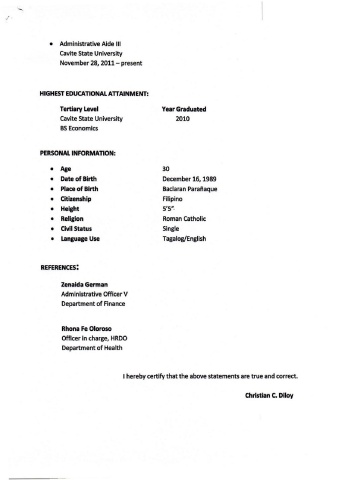 • Administrative Aide III
Cavite State University
November 28, 2011 – present
HIGHEST EDUCATIONAL ATTAINMENT:
Tertiary Level Year Graduated
Cavite State University 2010
BS Economics
PERSONAL INFORMATION:
• Age 30
• Date of Birth December 16, 1989
• Place of Birth Baclaran Parañaque
• Citizenship Filipino
• Height 5'5"
• Religion Roman Catholic
• Civil Status Single
• Language Use Tagalog/English
REFERENCES:
Zenaida German
Administrative Officer V
Department of Finance
Rhona Fe Oloroso
Officer in charge, HRDO
Department of Health
I hereby certify that the above statements are true and correct.
Christian C. Diloy